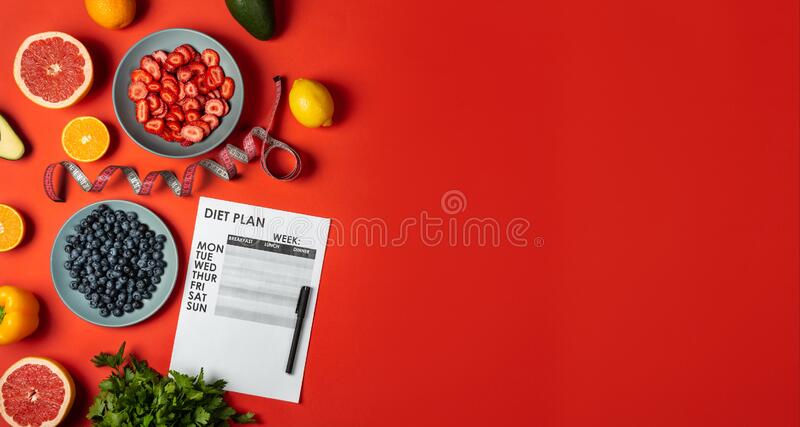 DIET PLAN
WEEK:
BREAKFAST LUNCH DINNER
MON
TUE
WED
THUR
FRI
SAT
SUN
dreamstime